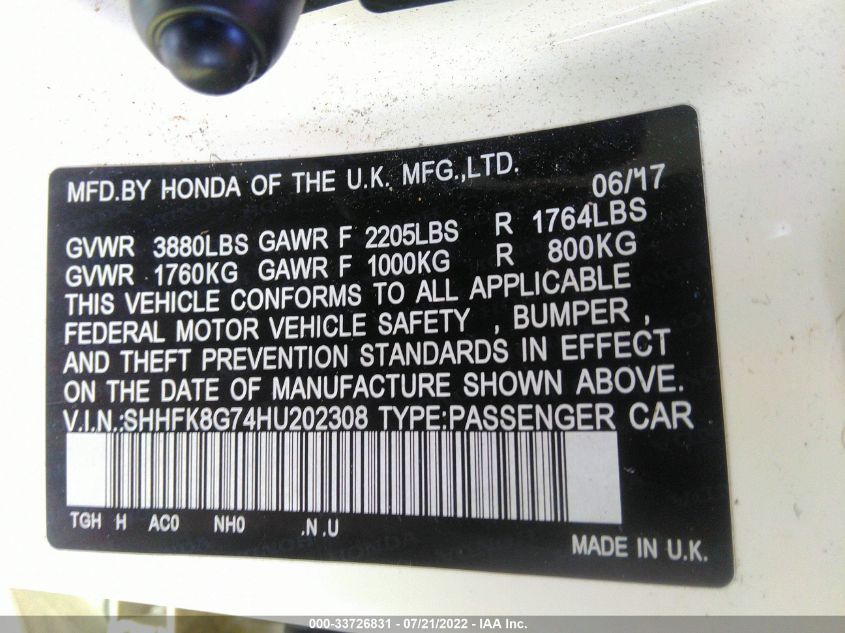 MFD.BY HONDA OF THE U.K. MFG.,LTD. 06/17
GVWR 3880LBS GAWR F 2205LBS R 1764LBS
GVWR 1760KG GAWR F 1000KG R 800KG
THIS VEHICLE CONFORMS TO ALL APPLICABLE
FEDERAL MOTOR VEHICLE SAFETY , BUMPER ,
AND THEFT PREVENTION STANDARDS IN EFFECT
ON THE DATE OF MANUFACTURE SHOWN ABOVE.
V.I.N.:SHHFK8G74HU202308 TYPE:PASSENGER CAR
TGH H AC0 NH0 .N .U
MADE IN U.K.
000-33726831 - 07/21/2022 - IAA Inc.